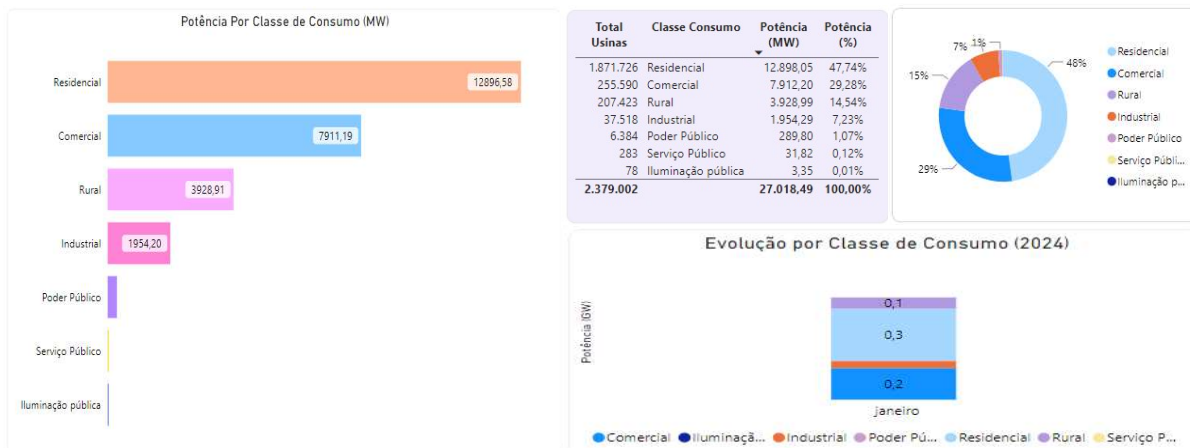 Potência Por Classe de Consumo (MW)
Residencial
12896,58
Comercial
7911,19
Rural
3928,91
Industrial
1954,20
Poder Público
Serviço Público
Iluminação pública
Total Usinas Classe Consumo Potência (MW) Potência (%)
1.871.726 Residencial 12.898,05 47,74%
255.590 Comercial 7.912,20 29,28%
207.423 Rural 3.928,99 14,54%
37.518 Industrial 1.954,29 7,23%
6.384 Poder Público 289,80 1,07%
283 Serviço Público 31,82 0,12%
78 Iluminação pública 3,35 0,01%
2.379.002 27.018,49 100,00%
7% 1%
15%
48%
29%
Residencial
Comercial
Rural
Industrial
Poder Público
Serviço Públi...
Iluminação p...
Evolução por Classe de Consumo (2024)
Potência (GW)
0,1
0,3
0,2
janeiro
Comercial Iluminaçã... Industrial Poder Pú... Residencial Rural Serviço P...